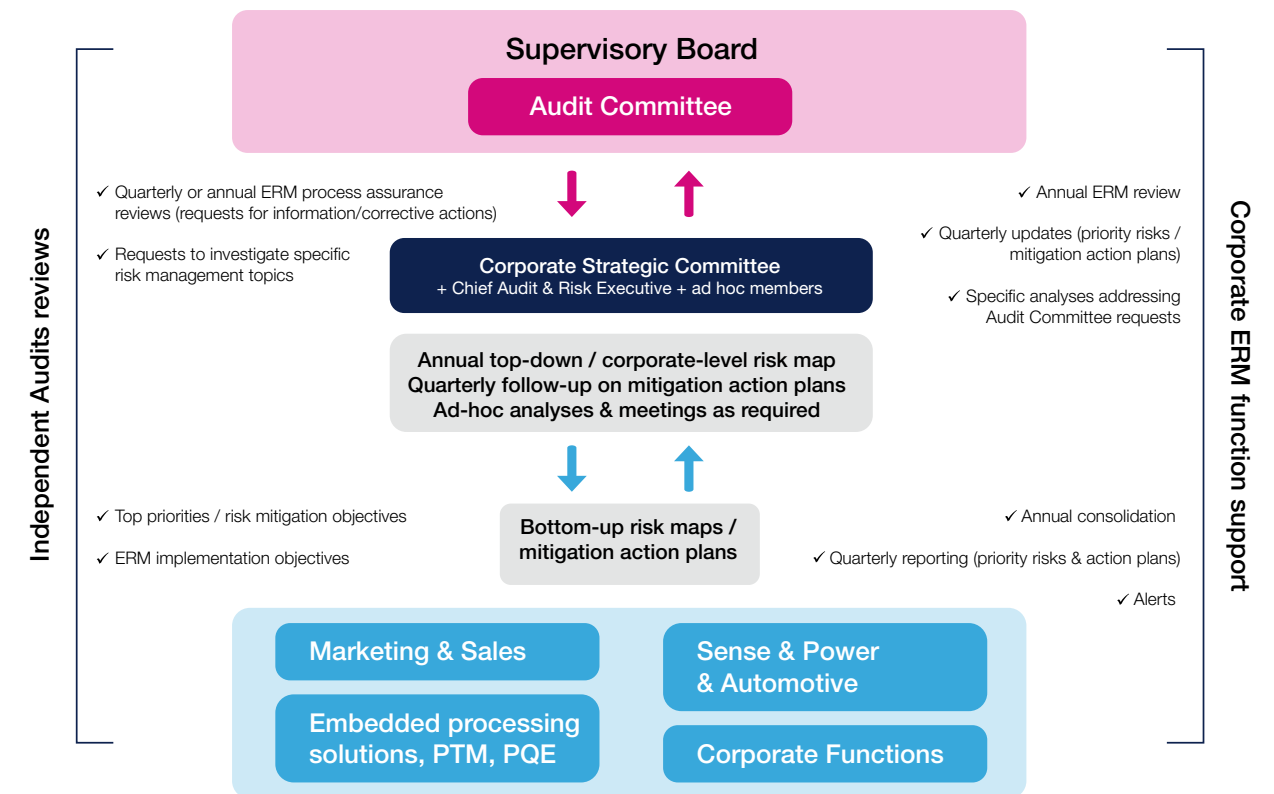 Supervisory Board
Audit Committee
Independent Audits reviews
✓ Quarterly or annual ERM process assurance
reviews (requests for information/corrective actions)
✓ Requests to investigate specific
risk management topics
Corporate Strategic Committee
+ Chief Audit & Risk Executive + ad hoc members
✓ Annual ERM review
✓ Quarterly updates (priority risks /
mitigation action plans)
✓ Specific analyses addressing
Audit Committee requests
Corporate ERM function support
Annual top-down / corporate-level risk map
Quarterly follow-up on mitigation action plans
Ad-hoc analyses & meetings as required
✓ Top priorities / risk mitigation objectives
✓ ERM implementation objectives
Bottom-up risk maps /
mitigation action plans
✓ Annual consolidation
✓ Quarterly reporting (priority risks & action plans)
✓ Alerts
Marketing & Sales
Embedded processing
solutions, PTM, PQE
Sense & Power
& Automotive
Corporate Functions